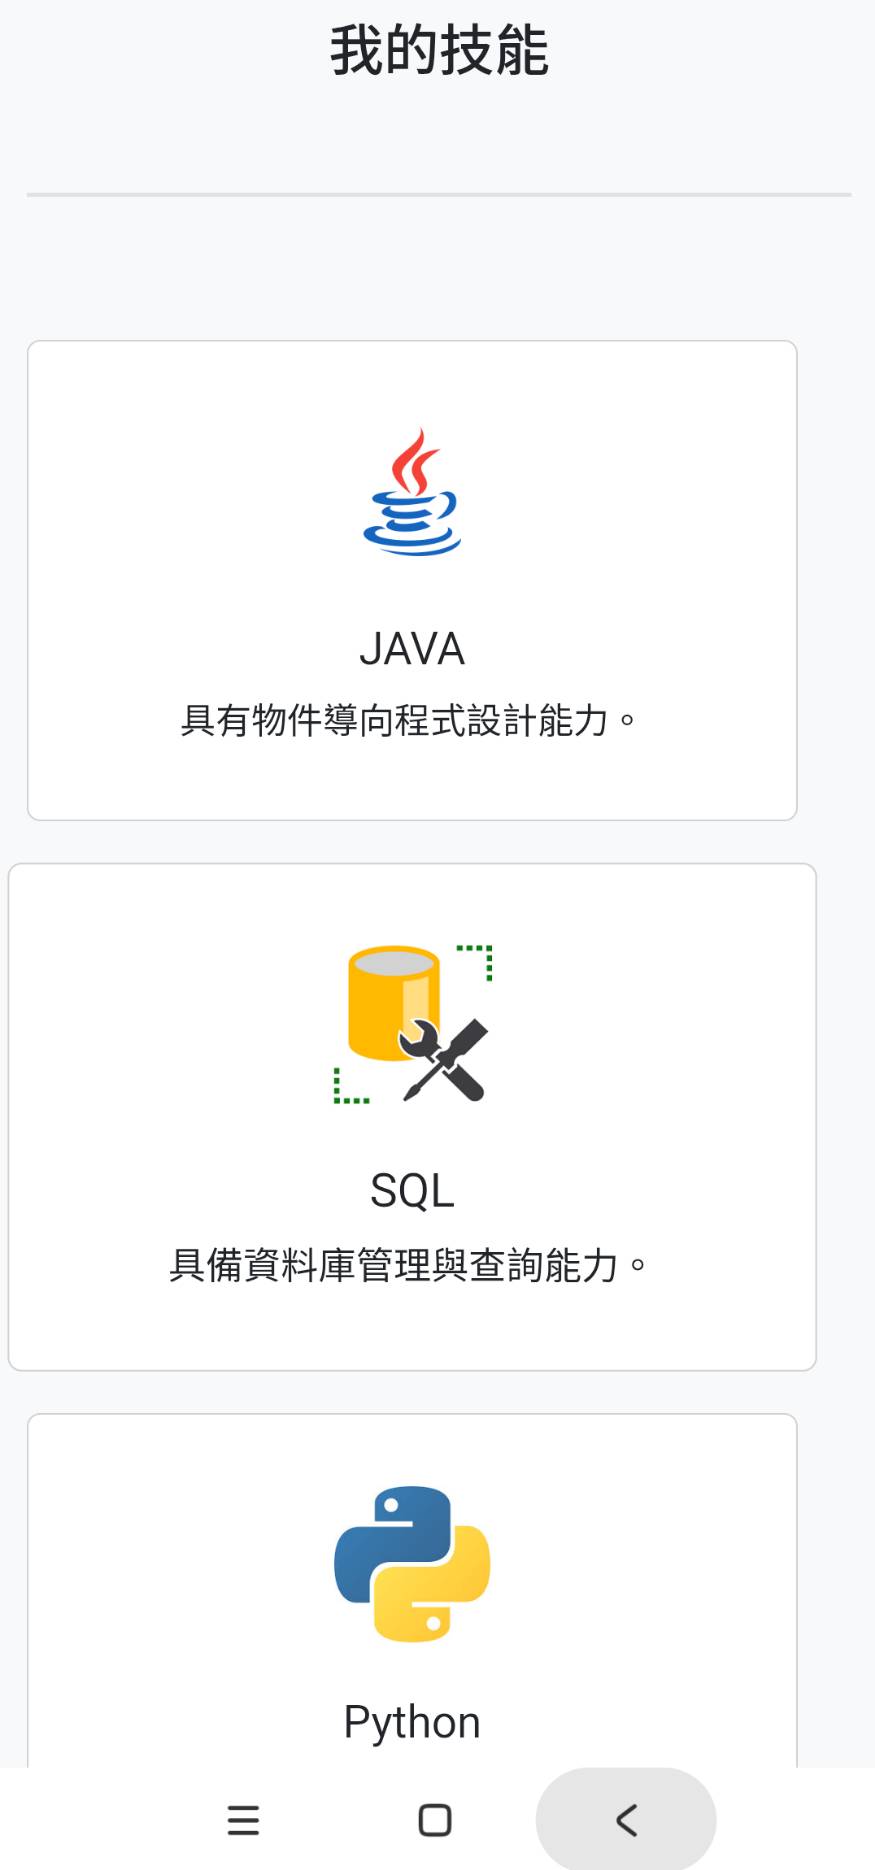 我的技能
JAVA
具有物件導向程式設計能力。
SQL
具備資料庫管理與查詢能力。
Python